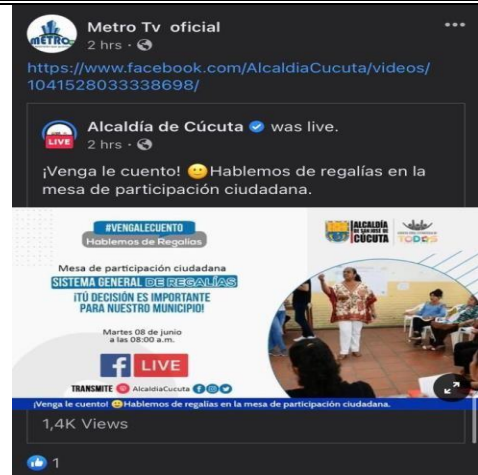 METRO
Metro Tv oficial
2 hrs
https://www.facebook.com/AlcaldiaCucuta/videos/
1041528033338698/
LIVE
Alcaldía de Cúcuta was live.
2 hrs
¡Venga le cuento! 🙂Hablemos de regalías en la
mesa de participación ciudadana.
#VENGALECUENTO
Hablemos de Regalías
ALCALDÍA
DE SAN JOSÉ DE
CÚCUTA
TODOS
Mesa de participación ciudadana
SISTEMA GENERAL DE REGALÍAS
¡TÚ DECISIÓN ES IMPORTANTE
PARA NUESTRO MUNICIPIO!
Martes 08 de junio
a las 08:00 a.m.
f LIVE
TRANSMITE AlcaldiaCucuta
¡Venga le cuento! 🙂Hablemos de regalías en la mesa de participación ciudadana.
1,4K Views
1